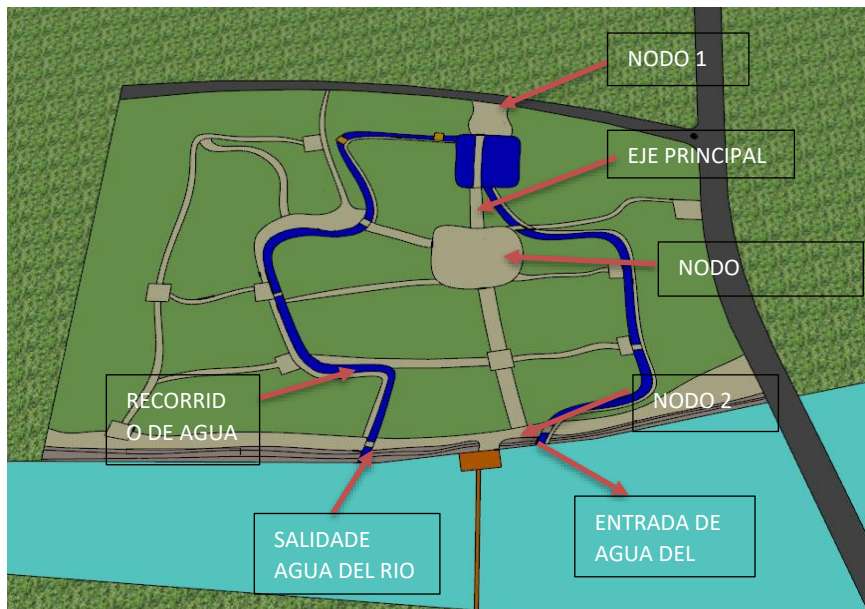 NODO 1
EJE PRINCIPAL
NODO
RECORRID
O DE AGUA
NODO 2
SALIDADE
AGUA DEL RIO
ENTRADA DE
AGUA DEL